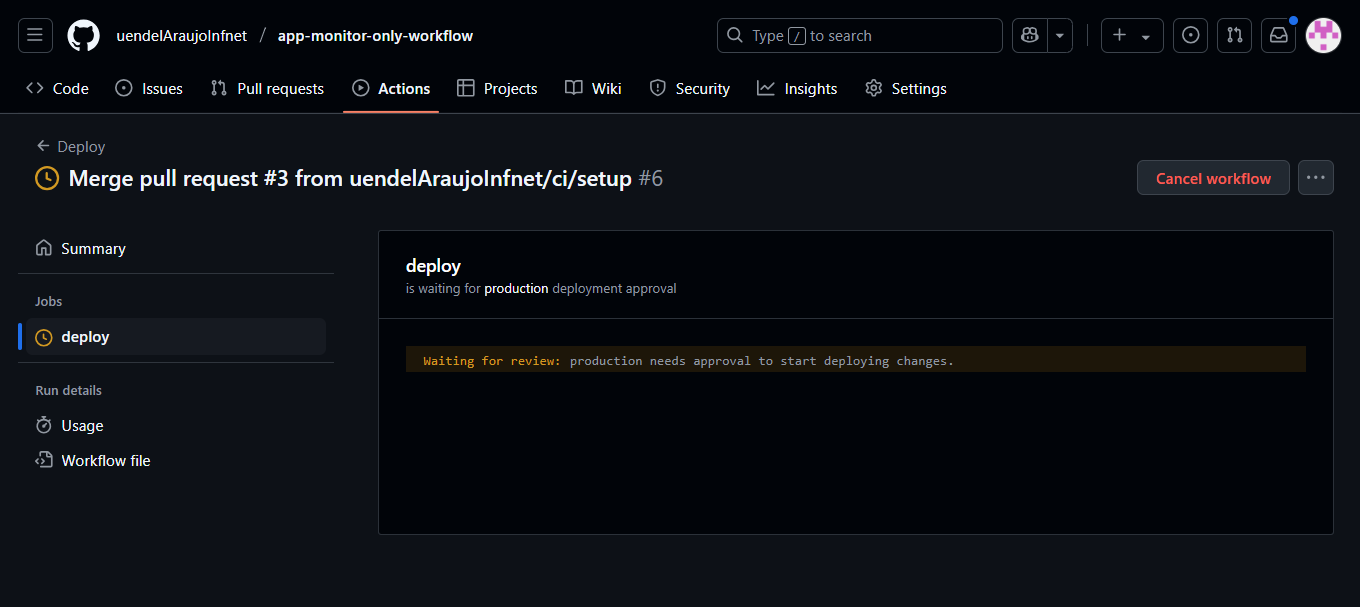 uendelAraujoInfnet / app-monitor-only-workflow
Type / to search
Code Issues Pull requests Actions Projects Wiki Security Insights Settings
Deploy
Merge pull request #3 from uendelAraujoInfnet/ci/setup #6
Cancel workflow
Summary
Jobs
deploy
Run details
Usage
Workflow file
deploy
is waiting for production deployment approval
Waiting for review: production needs approval to start deploying changes.